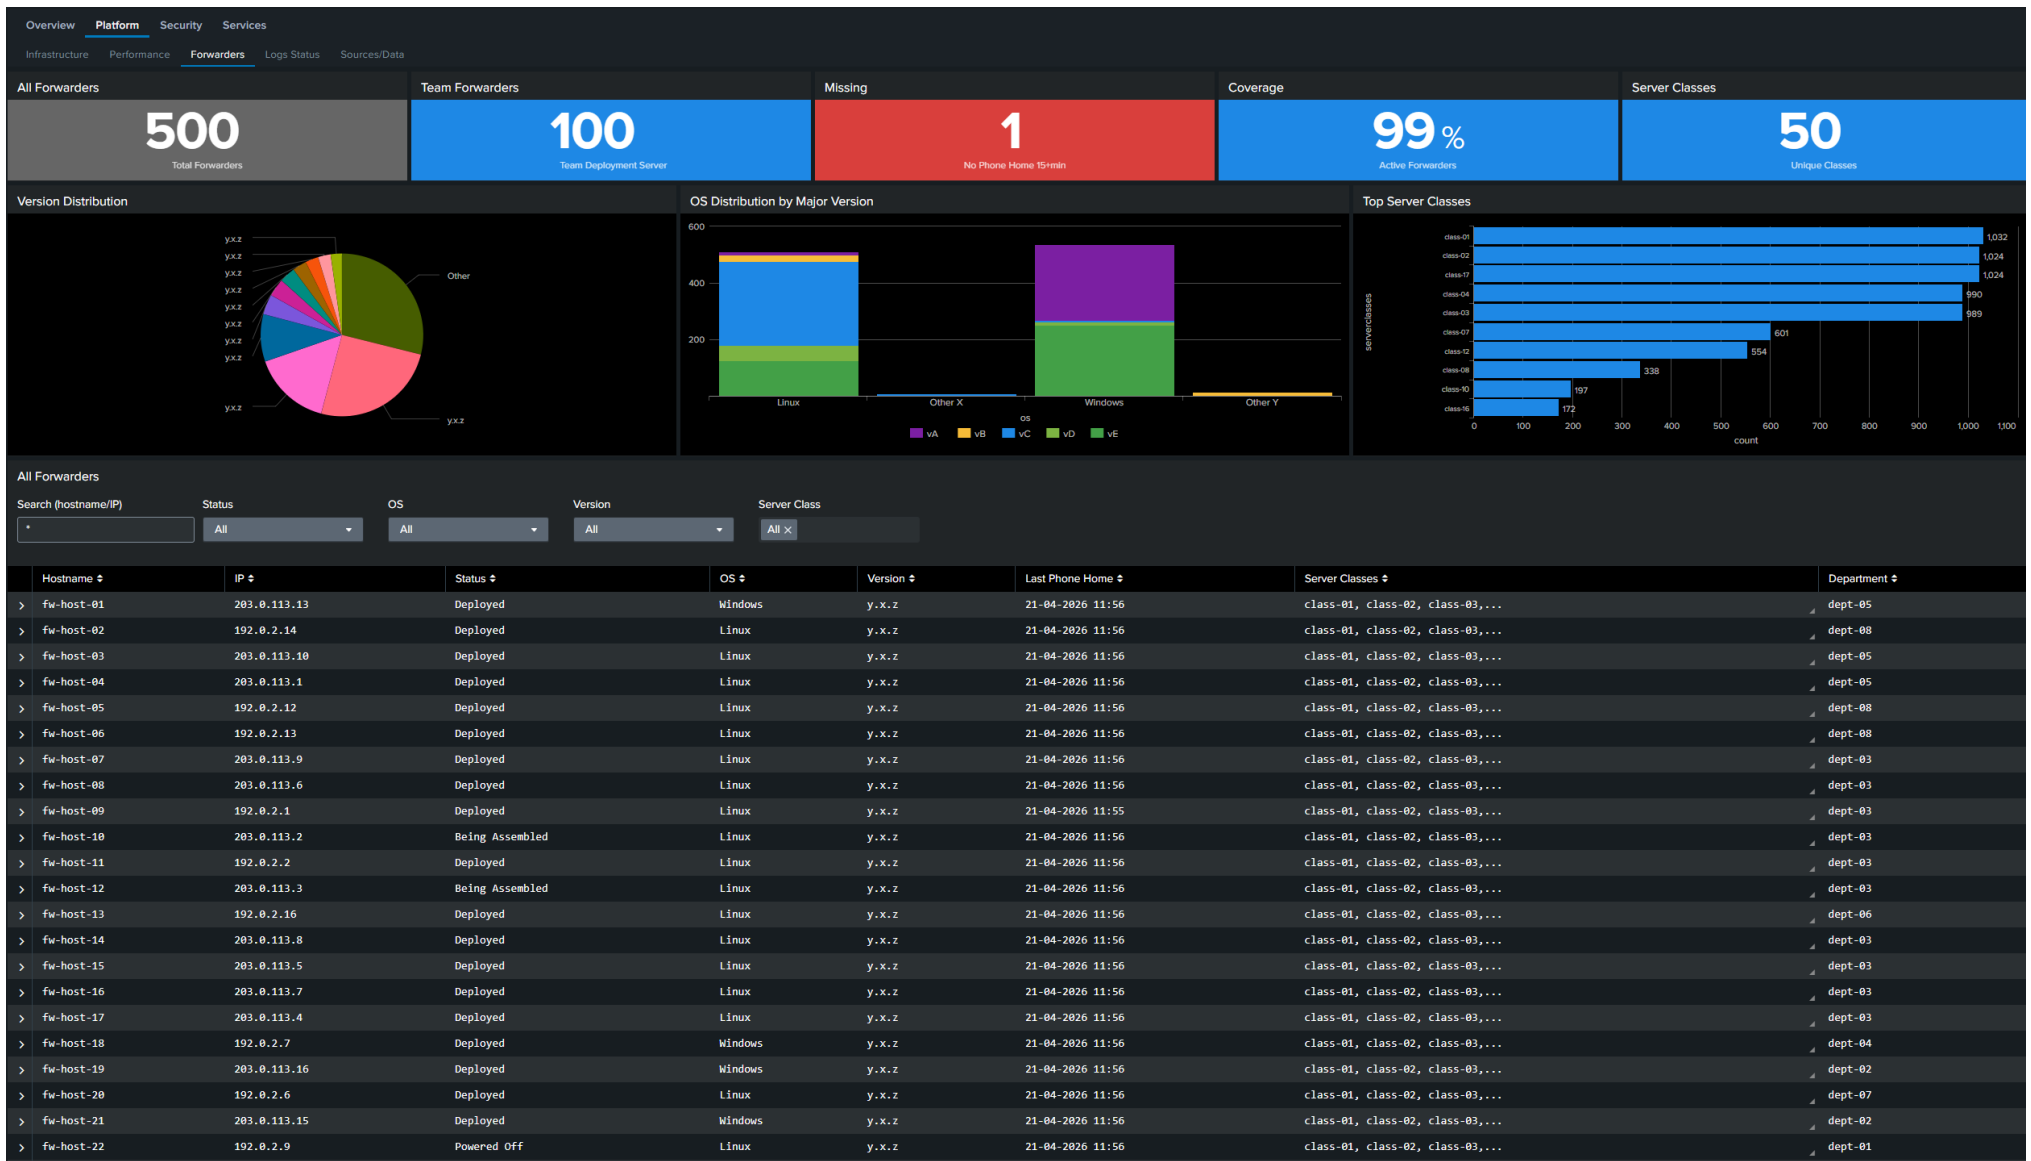 Overview Platform Security Services
Infrastructure Performance Forwarders Logs Status Sources/Data
All Forwarders
500
Total Forwarders
Team Forwarders
100
Team Deployment Server
Missing
1
No Phone Home 15+min
Coverage
99 %
Active Forwarders
Server Classes
50
Unique Classes
Version Distribution
y.x.z
y.x.z
y.x.z
y.x.z
y.x.z
y.x.z
y.x.z
y.x.z
y.x.z
Other
y.x.z
OS Distribution by Major Version
600
400
200
Linux Other X Windows Other Y
os
vA vB vC vD vE
Top Server Classes
serverclasses
class-01 1,032
class-02 1,024
class-17 1,024
class-04 990
class-03 989
class-07 601
class-12 554
class-08 338
class-10 197
class-16 172
0 100 200 300 400 500 600 700 800 900 1,000 1,100
count
All Forwarders
Search (hostname/IP) Status OS Version Server Class
* All All All All ×
Hostname IP Status OS Version Last Phone Home Server Classes Department
fw-host-01 203.0.113.13 Deployed Windows y.x.z 21-04-2026 11:56 class-01, class-02, class-03,... dept-05
fw-host-02 192.0.2.14 Deployed Linux y.x.z 21-04-2026 11:56 class-01, class-02, class-03,... dept-08
fw-host-03 203.0.113.10 Deployed Linux y.x.z 21-04-2026 11:56 class-01, class-02, class-03,... dept-05
fw-host-04 203.0.113.1 Deployed Linux y.x.z 21-04-2026 11:56 class-01, class-02, class-03,... dept-05
fw-host-05 192.0.2.12 Deployed Linux y.x.z 21-04-2026 11:56 class-01, class-02, class-03,... dept-08
fw-host-06 192.0.2.13 Deployed Linux y.x.z 21-04-2026 11:56 class-01, class-02, class-03,... dept-08
fw-host-07 203.0.113.9 Deployed Linux y.x.z 21-04-2026 11:56 class-01, class-02, class-03,... dept-03
fw-host-08 203.0.113.6 Deployed Linux y.x.z 21-04-2026 11:56 class-01, class-02, class-03,... dept-03
fw-host-09 192.0.2.1 Deployed Linux y.x.z 21-04-2026 11:55 class-01, class-02, class-03,... dept-03
fw-host-10 203.0.113.2 Being Assembled Linux y.x.z 21-04-2026 11:56 class-01, class-02, class-03,... dept-03
fw-host-11 192.0.2.2 Deployed Linux y.x.z 21-04-2026 11:56 class-01, class-02, class-03,... dept-03
fw-host-12 203.0.113.3 Being Assembled Linux y.x.z 21-04-2026 11:56 class-01, class-02, class-03,... dept-03
fw-host-13 192.0.2.16 Deployed Linux y.x.z 21-04-2026 11:56 class-01, class-02, class-03,... dept-06
fw-host-14 203.0.113.8 Deployed Linux y.x.z 21-04-2026 11:56 class-01, class-02, class-03,... dept-03
fw-host-15 203.0.113.5 Deployed Linux y.x.z 21-04-2026 11:56 class-01, class-02, class-03,... dept-03
fw-host-16 203.0.113.7 Deployed Linux y.x.z 21-04-2026 11:56 class-01, class-02, class-03,... dept-03
fw-host-17 203.0.113.4 Deployed Linux y.x.z 21-04-2026 11:56 class-01, class-02, class-03,... dept-03
fw-host-18 192.0.2.7 Deployed Windows y.x.z 21-04-2026 11:56 class-01, class-02, class-03,... dept-04
fw-host-19 203.0.113.16 Deployed Windows y.x.z 21-04-2026 11:56 class-01, class-02, class-03,... dept-02
fw-host-20 192.0.2.6 Deployed Linux y.x.z 21-04-2026 11:56 class-01, class-02, class-03,... dept-07
fw-host-21 203.0.113.15 Deployed Windows y.x.z 21-04-2026 11:56 class-01, class-02, class-03,... dept-02
fw-host-22 192.0.2.9 Powered Off Linux y.x.z 21-04-2026 11:56 class-01, class-02, class-03,... dept-01